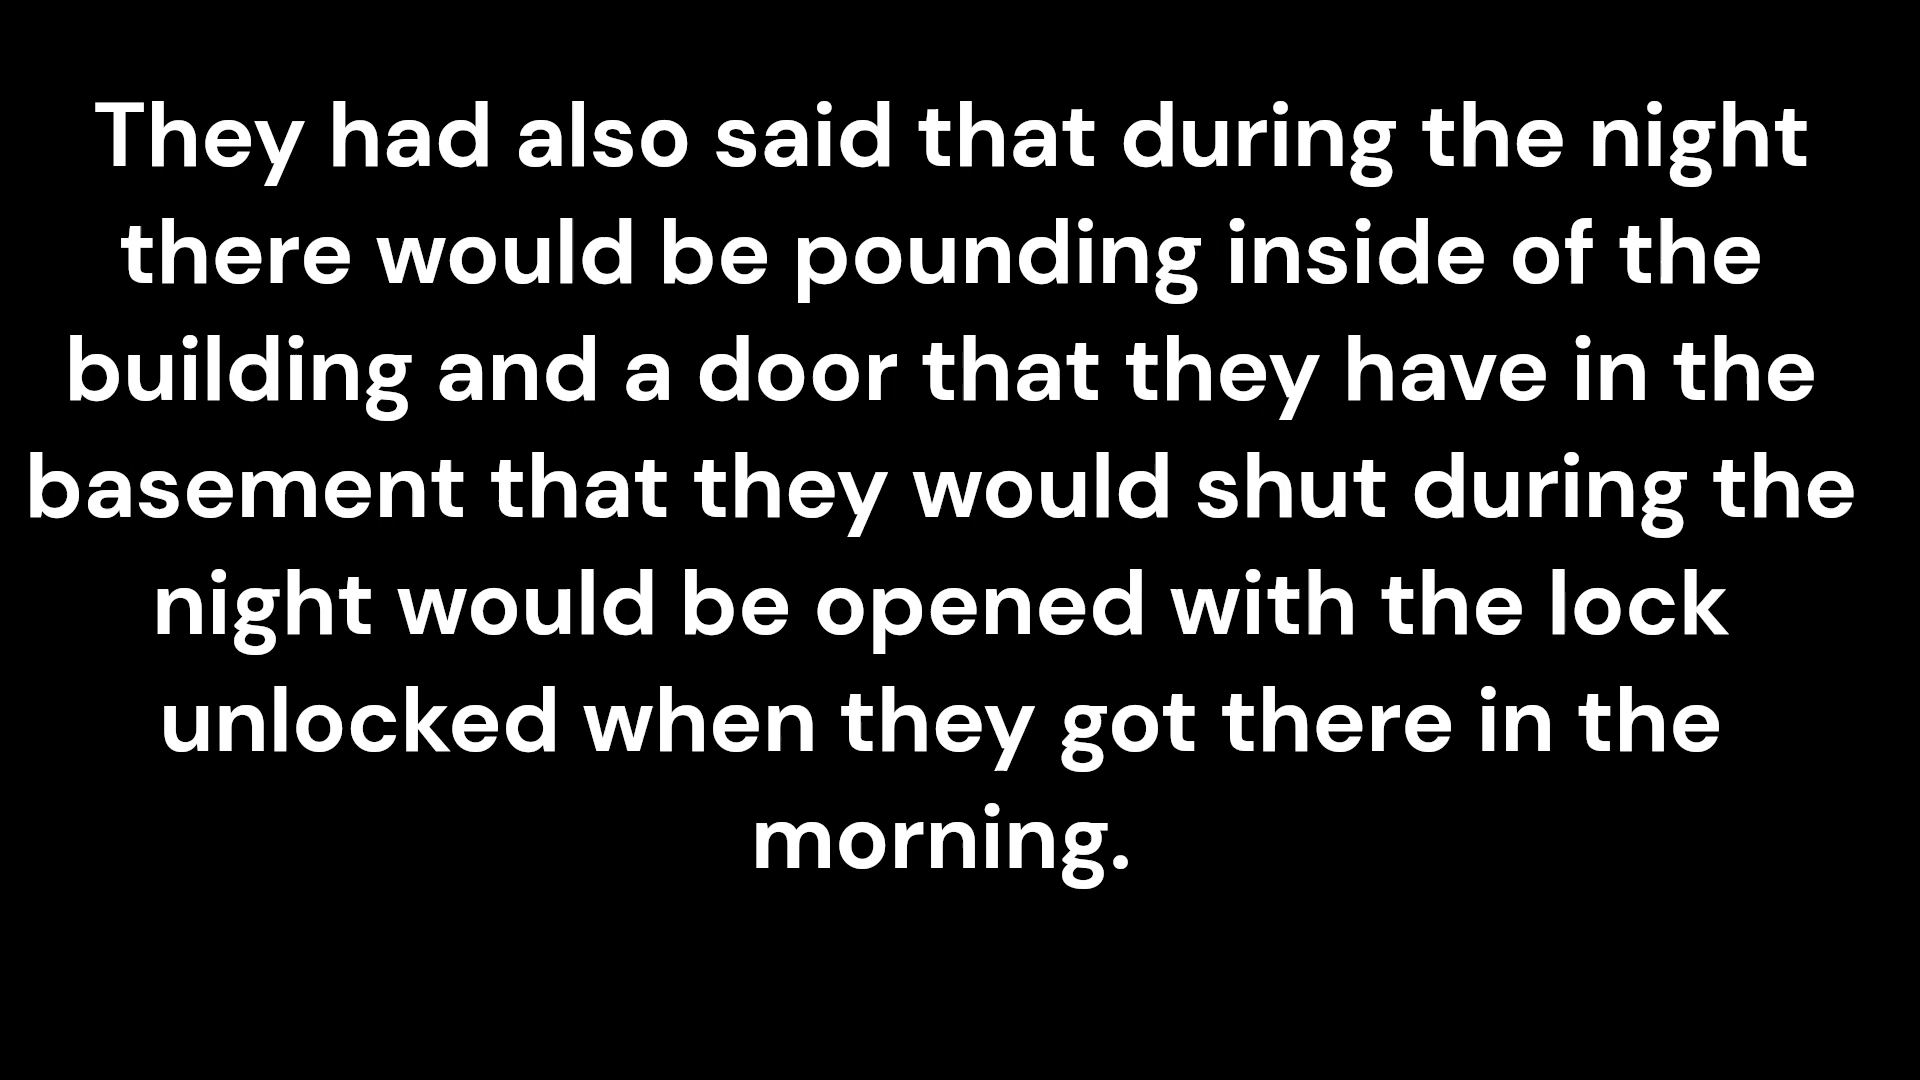 They had also said that during the night
there would be pounding inside of the
building and a door that they have in the
basement that they would shut during the
night would be opened with the lock
unlocked when they got there in the
morning.